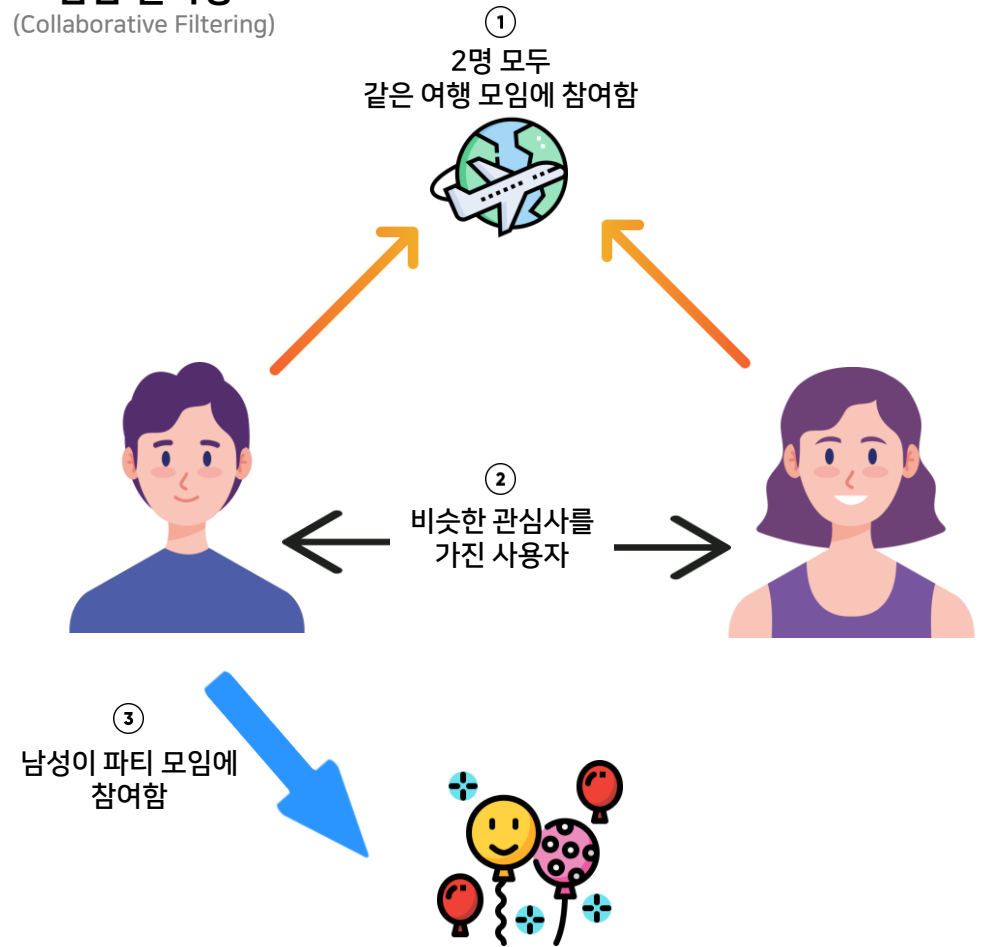 (Collaborative Filtering)
①
2명 모두
같은 여행 모임에 참여함
②
비슷한 관심사를
가진 사용자
③
남성이 파티 모임에
참여함